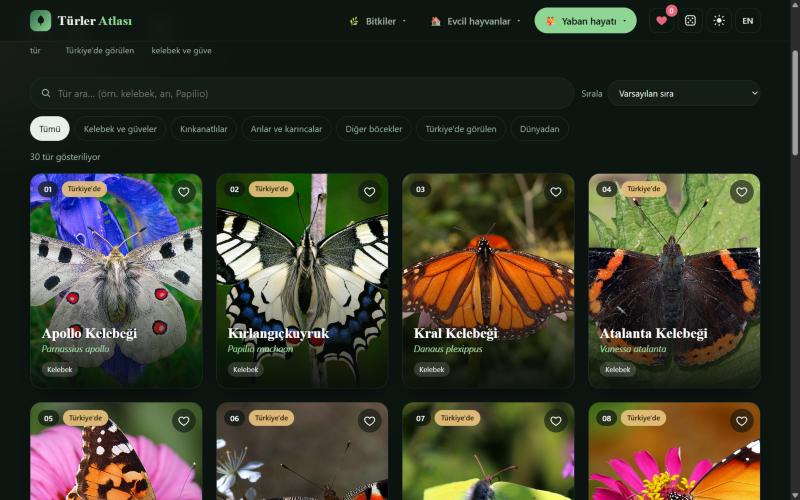 Türler Atlası
Bitkiler
Evcil hayvanlar
Yaban hayatı
0
EN
tür
Türkiye'de görülen
kelebek ve güve
Tür ara... (örn. kelebek, arı, Papilio)
Sırala
Varsayılan sıra
Tümü
Kelebek ve güveler
Kınkanatlılar
Arılar ve karıncalar
Diğer böcekler
Türkiye'de görülen
Dünyadan
30 tür gösteriliyor
01 Türkiye'de
Apollo Kelebeği
Parnassius apollo
Kelebek
02 Türkiye'de
Kırlangıçkuyruk
Papilio machaon
Kelebek
03
Kral Kelebeği
Danaus plexippus
Kelebek
04 Türkiye'de
Atalanta Kelebeği
Vanessa atalanta
Kelebek
05 Türkiye'de
06 Türkiye'de
07 Türkiye'de
08 Türkiye'de